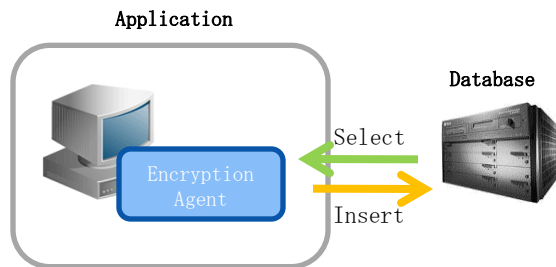 Application
Database
Select
Encryption
Agent
Insert